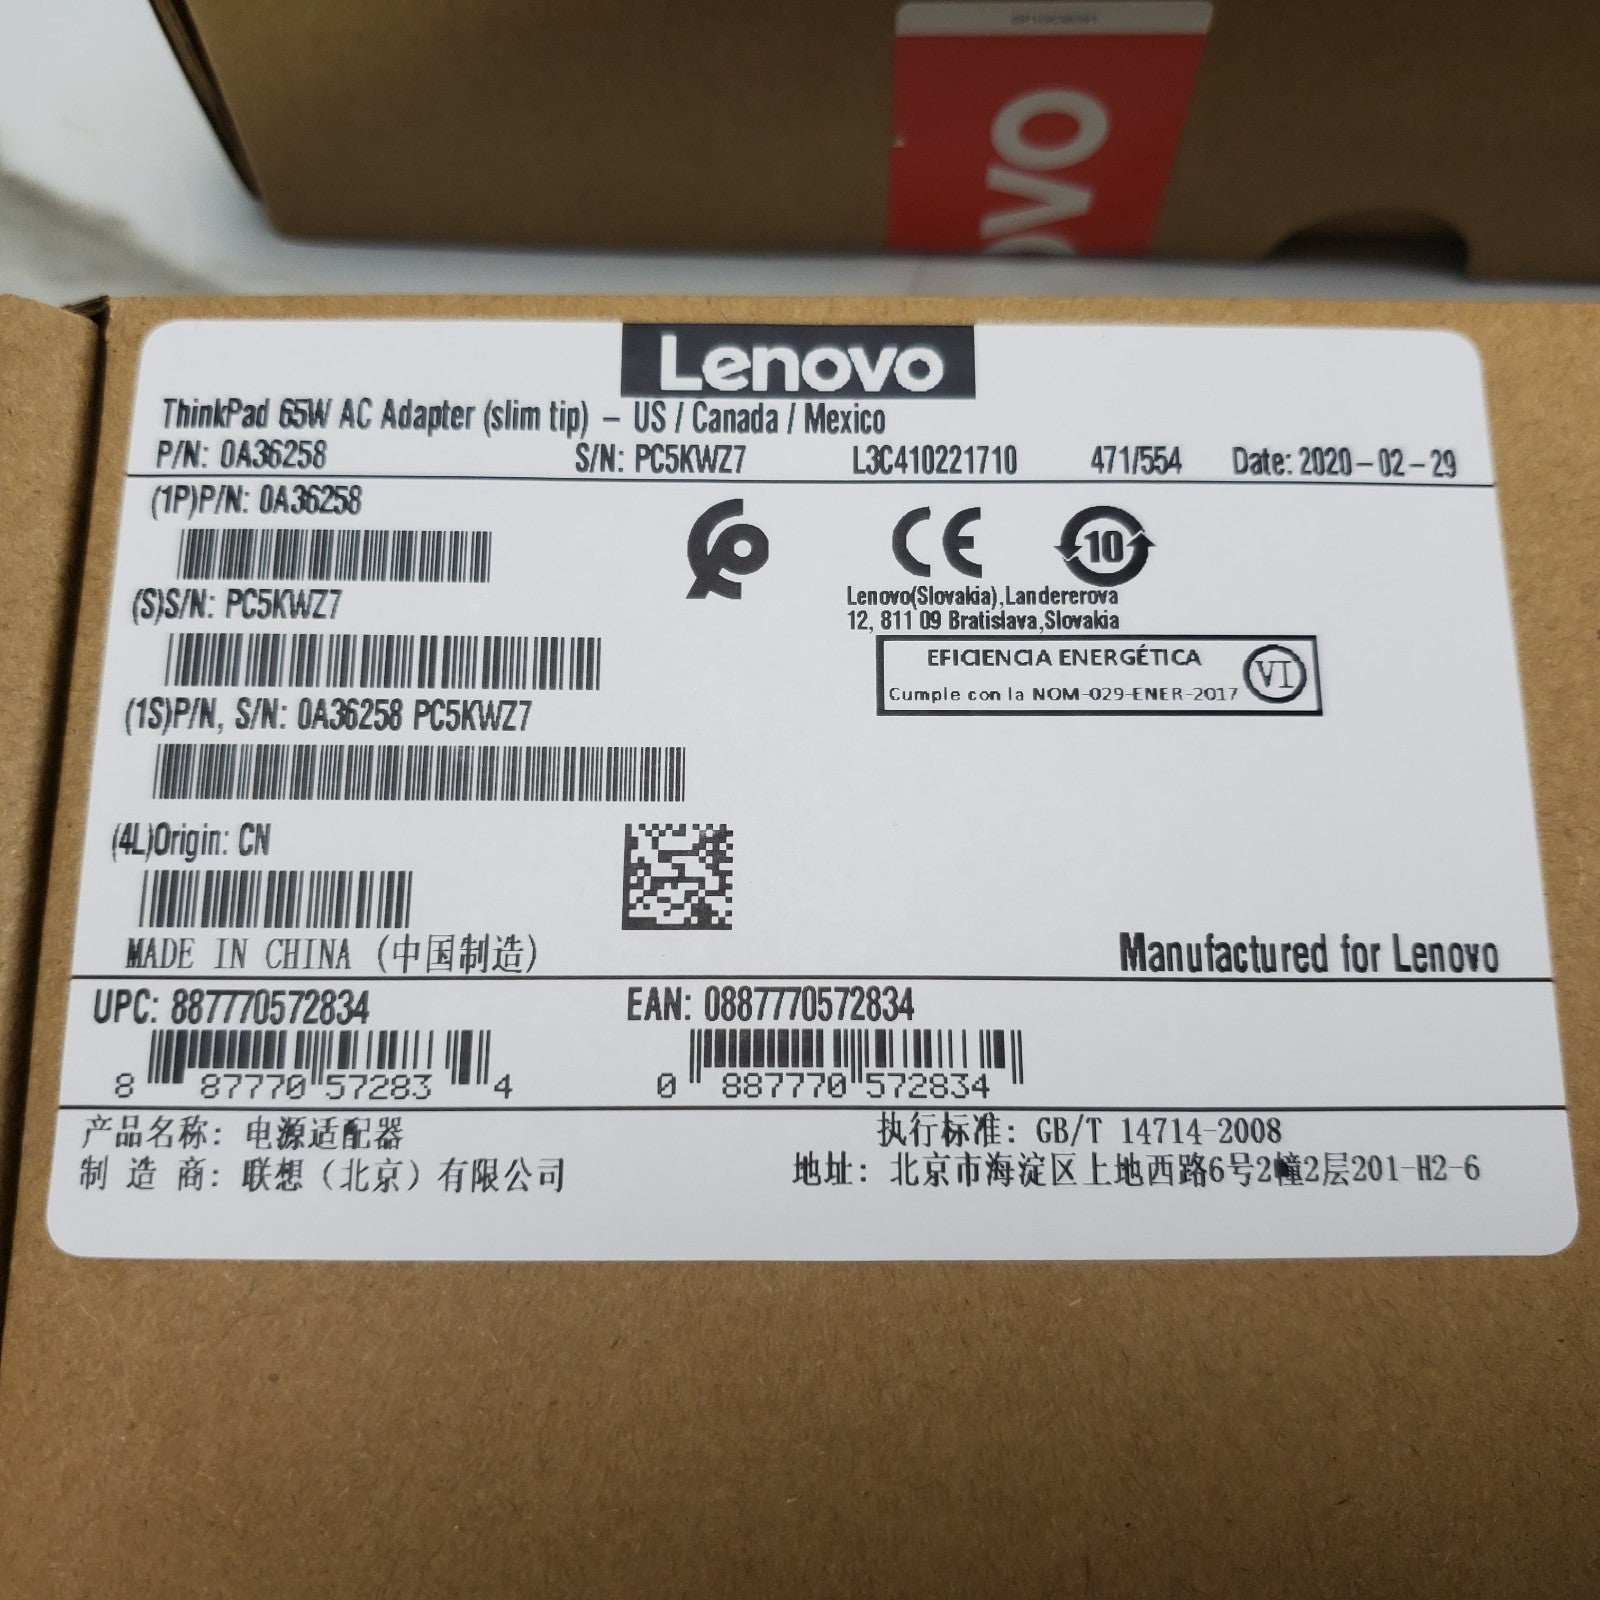 OVO
Lenovo
ThinkPad 65W AC Adapter (slim tip) – US / Canada / Mexico
P/N: 0A36258 S/N: PC5KWZ7 L3C410221710 471/554 Date: 2020-02-29
(1P)P/N: 0A36258
(S)S/N: PC5KWZ7
(1S)P/N, S/N: 0A36258 PC5KWZ7
(4L)Origin: CN
MADE IN CHINA (中国制造)
CE
10
Lenovo(Slovakia),Landererova
12, 811 09 Bratislava,Slovakia
EFICIENCIA ENERGÉTICA
Cumple con la NOM-029-ENER-2017
VI
Manufactured for Lenovo
UPC: 887770572834 EAN: 0887770572834
8 87770 57283 4 0 887770 572834
产品名称: 电源适配器 执行标准: GB/T 14714-2008
制 造 商: 联想（北京）有限公司 地址: 北京市海淀区上地西路6号2幢2层201-H2-6